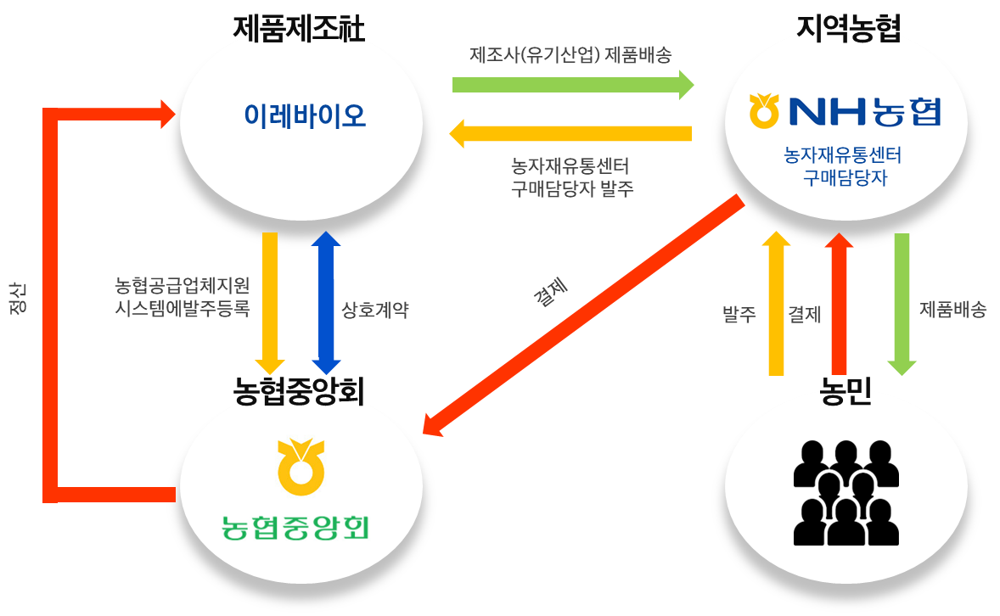 제품제조社
지역농협
제조사(유기산업) 제품배송
이레바이오
NH농협
농자재유통센터
구매담당자
농자재유통센터
구매담당자 발주
정산
농협공급업체지원
시스템에발주등록
상호계약
결제
발주
결제
제품배송
농협중앙회
농민
농협중앙회